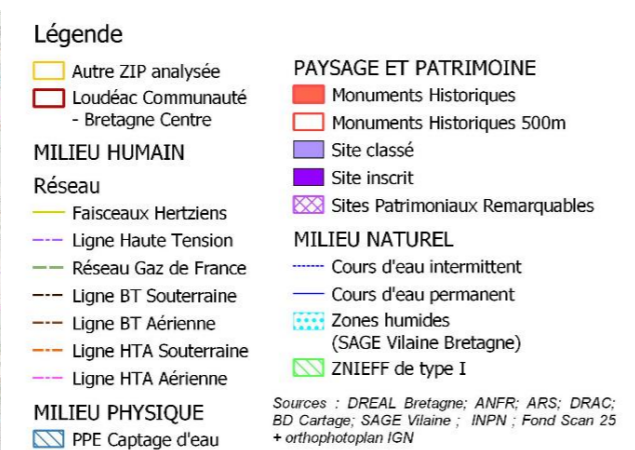 Légende
Autre ZIP analysée
Loudéac Communauté
- Bretagne Centre
MILIEU HUMAIN
Réseau
Faisceaux Hertziens
Ligne Haute Tension
Réseau Gaz de France
Ligne BT Souterraine
Ligne BT Aérienne
Ligne HTA Souterraine
Ligne HTA Aérienne
MILIEU PHYSIQUE
PPE Captage d'eau
PAYSAGE ET PATRIMOINE
Monuments Historiques
Monuments Historiques 500m
Site classé
Site inscrit
Sites Patrimoniaux Remarquables
MILIEU NATUREL
Cours d'eau intermittent
Cours d'eau permanent
Zones humides
(SAGE Vilaine Bretagne)
ZNIEFF de type I
Sources : DREAL Bretagne; ANFR; ARS; DRAC;
BD Cartage; SAGE Vilaine ; INPN ; Fond Scan 25
+ orthophotoplan IGN